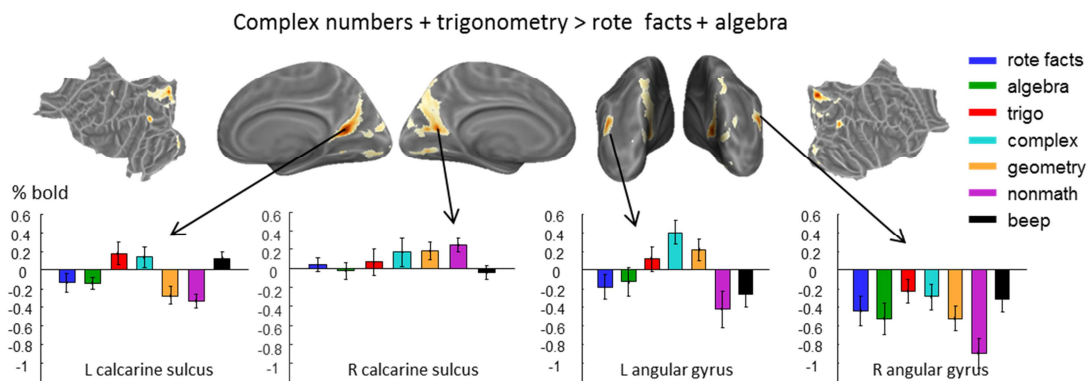 Complex numbers + trigonometry > rote facts + algebra
rote facts
algebra
trigo
complex
geometry
nonmath
beep
% bold
0.6
0.4
0.2
0
-0.2
-0.4
-0.6
-0.8
-1
L calcarine sulcus
0.6
0.4
0.2
0
-0.2
-0.4
-0.6
-0.8
-1
R calcarine sulcus
0.6
0.4
0.2
0
-0.2
-0.4
-0.6
-0.8
-1
L angular gyrus
0.6
0.4
0.2
0
-0.2
-0.4
-0.6
-0.8
-1
R angular gyrus